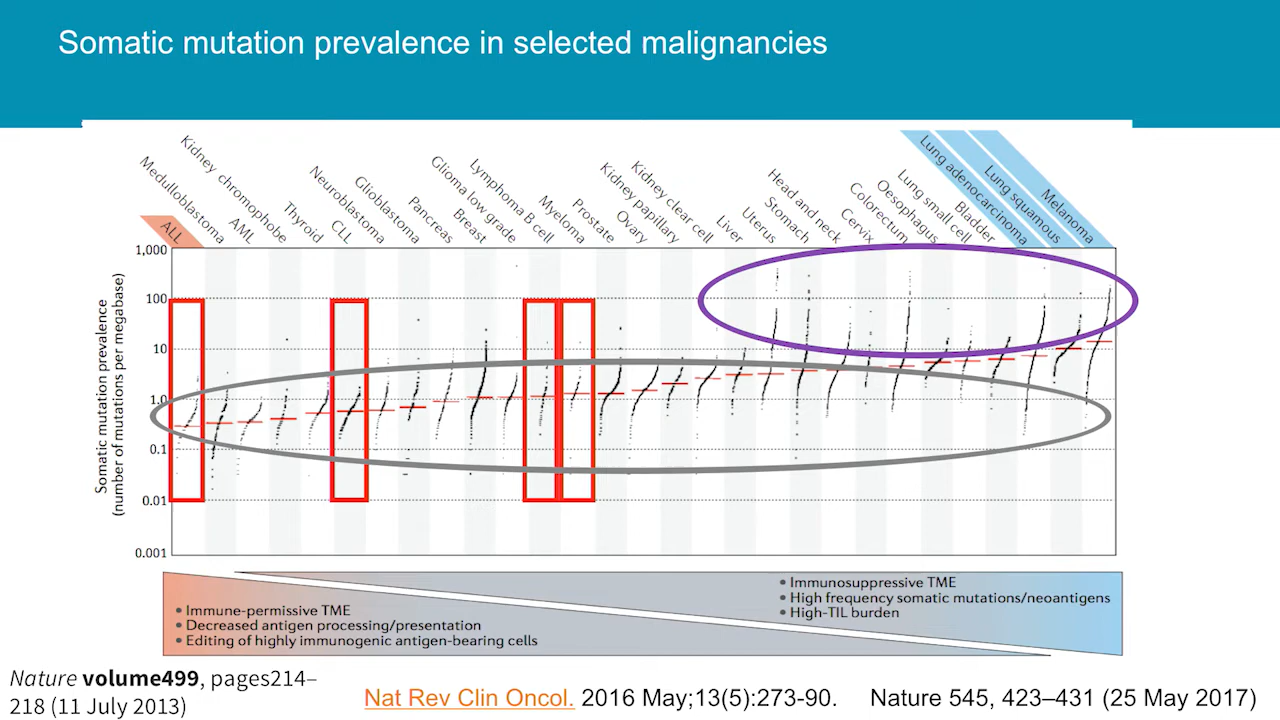 Somatic mutation prevalence in selected malignancies
ALL
Medulloblastoma
Kidney chromophobe
AML
Thyroid
CLL
Neuroblastoma
Glioblastoma
Pancreas
Breast
Glioma low grade
Lymphoma B cell
Myeloma
Prostate
Ovary
Kidney papillary
Kidney clear cell
Liver
Uterus
Stomach
Head and neck
Cervix
Colorectum
Oesophagus
Lung small cell
Bladder
Lung adenocarcinoma
Lung squamous
Melanoma
Somatic mutation prevalence
(number of mutations per megabase)
1,000
100
10
1.0
0.1
0.01
0.001
• Immune-permissive TME
• Decreased antigen processing/presentation
• Editing of highly immunogenic antigen-bearing cells
• Immunosuppressive TME
• High frequency somatic mutations/neoantigens
• High-TIL burden
Nature volume499, pages214–
218 (11 July 2013)
Nat Rev Clin Oncol. 2016 May;13(5):273-90.
Nature 545, 423–431 (25 May 2017)